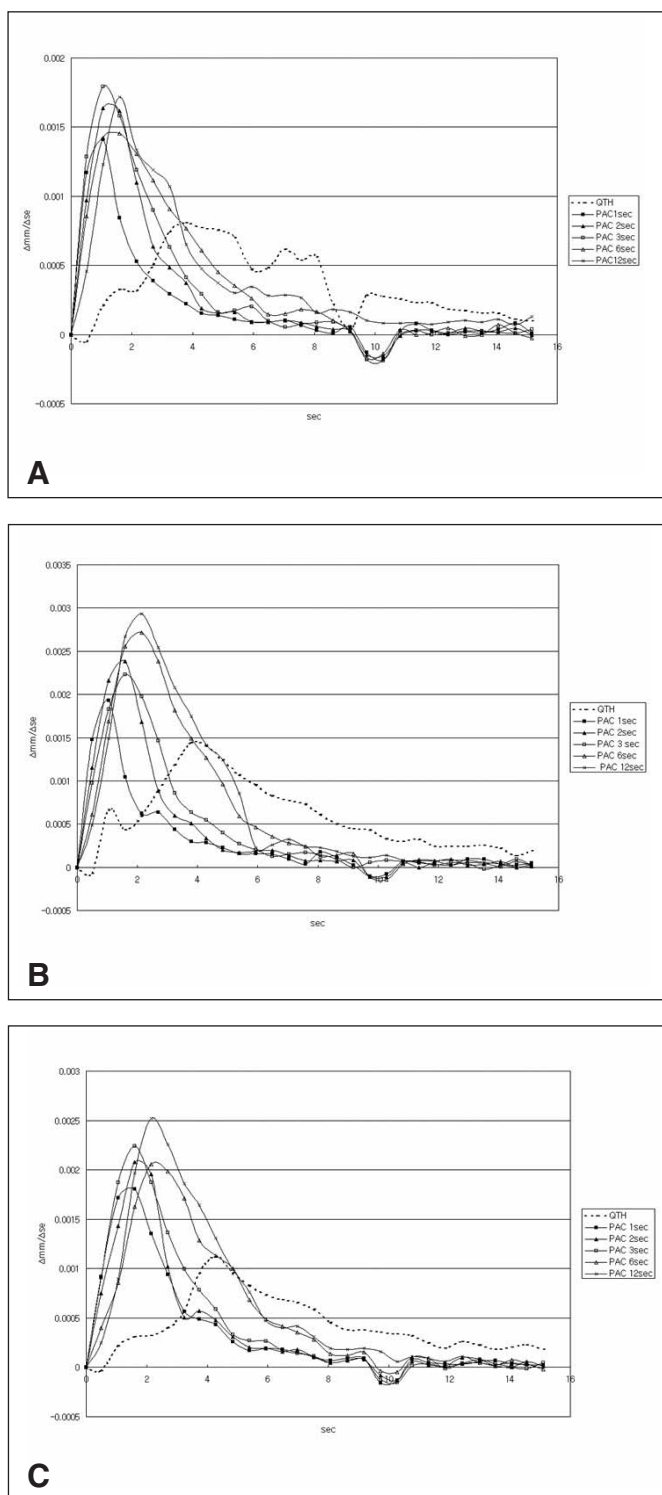 0.002
0.0015
0.001
0.0005
0
-0.0005
Δmm/Δse
0 2 4 6 8 10 12 14 16
sec
QTH
PAC1sec
PAC 2sec
PAC 3sec
PAC 6sec
PAC12sec
A
0.0035
0.003
0.0025
0.002
0.0015
0.001
0.0005
0
-0.0005
Δmm/Δse
0 2 4 6 8 10 12 14 16
sec
QTH
PAC 1sec
PAC 2sec
PAC 3 sec
PAC 6sec
PAC 12sec
B
0.003
0.0025
0.002
0.0015
0.001
0.0005
0
-0.0005
Δmm/Δse
0 2 4 6 8 10 12 14 16
sec
QTH
PAC 1sec
PAC 2sec
PAC 3sec
PAC 6sec
PAC 12sec
C